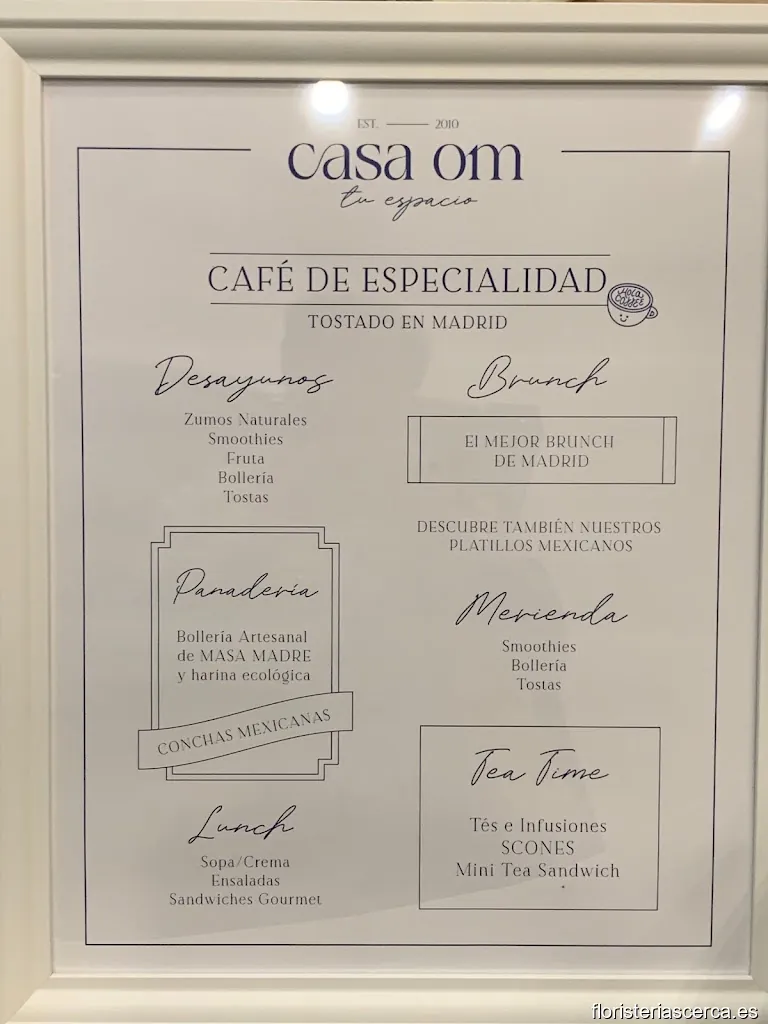 EST. 2010
casa om
tu espacio
CAFÉ DE ESPECIALIDAD
HOLA
COFFEE
TOSTADO EN MADRID
Desayunos
Zumos Naturales
Smoothies
Fruta
Bollería
Tostas
Panadería
Bollería Artesanal
de MASA MADRE
y harina ecológica
CONCHAS MEXICANAS
Lunch
Sopa/Crema
Ensaladas
Sandwiches Gourmet
Brunch
El MEJOR BRUNCH
DE MADRID
DESCUBRE TAMBIÉN NUESTROS
PLATILLOS MEXICANOS
Merienda
Smoothies
Bollería
Tostas
Tea Time
Tés e Infusiones
SCONES
Mini Tea Sandwich
floristeriascerca.es